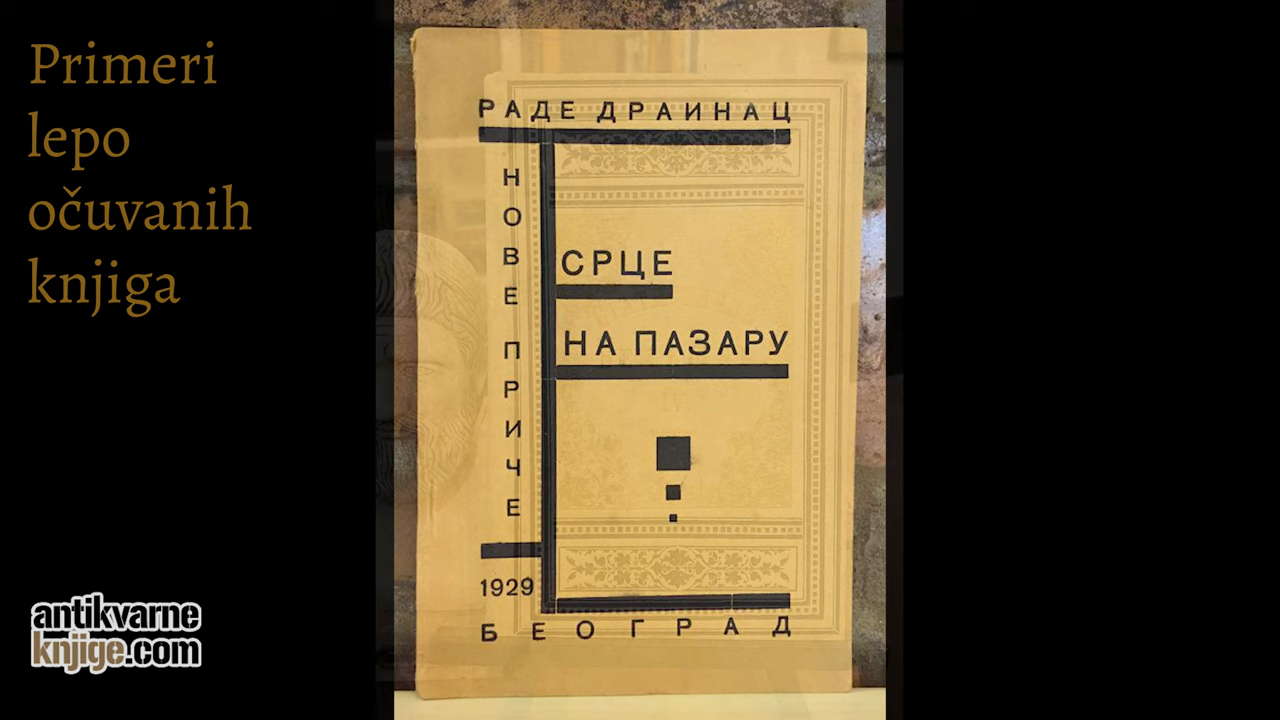 Primeri
lepo
očuvanih
knjiga
РАДЕ ДРАИНАЦ
НОВЕ ПРИЧЕ
СРЦЕ
НА ПАЗАРУ
1929
БЕОГРАД
antikvarne
knjige.com